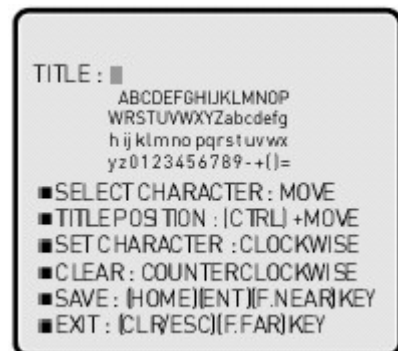 TITLE :
ABCDEFGHIJKLMNOP
WRSTUVWXYZabcdefg
hijklmnopqrstuvwx
yz0123456789-+()=
■SELECT CHARACTER : MOVE
■TITLE POSITION : (CTRL) +MOVE
■SET CHARACTER : CLOCKWISE
■CLEAR : COUNTERCLOCKWISE
■SAVE : (HOME)(ENT)(F.NEAR)KEY
■EXIT : (CLR/ESC)(F.FAR)KEY